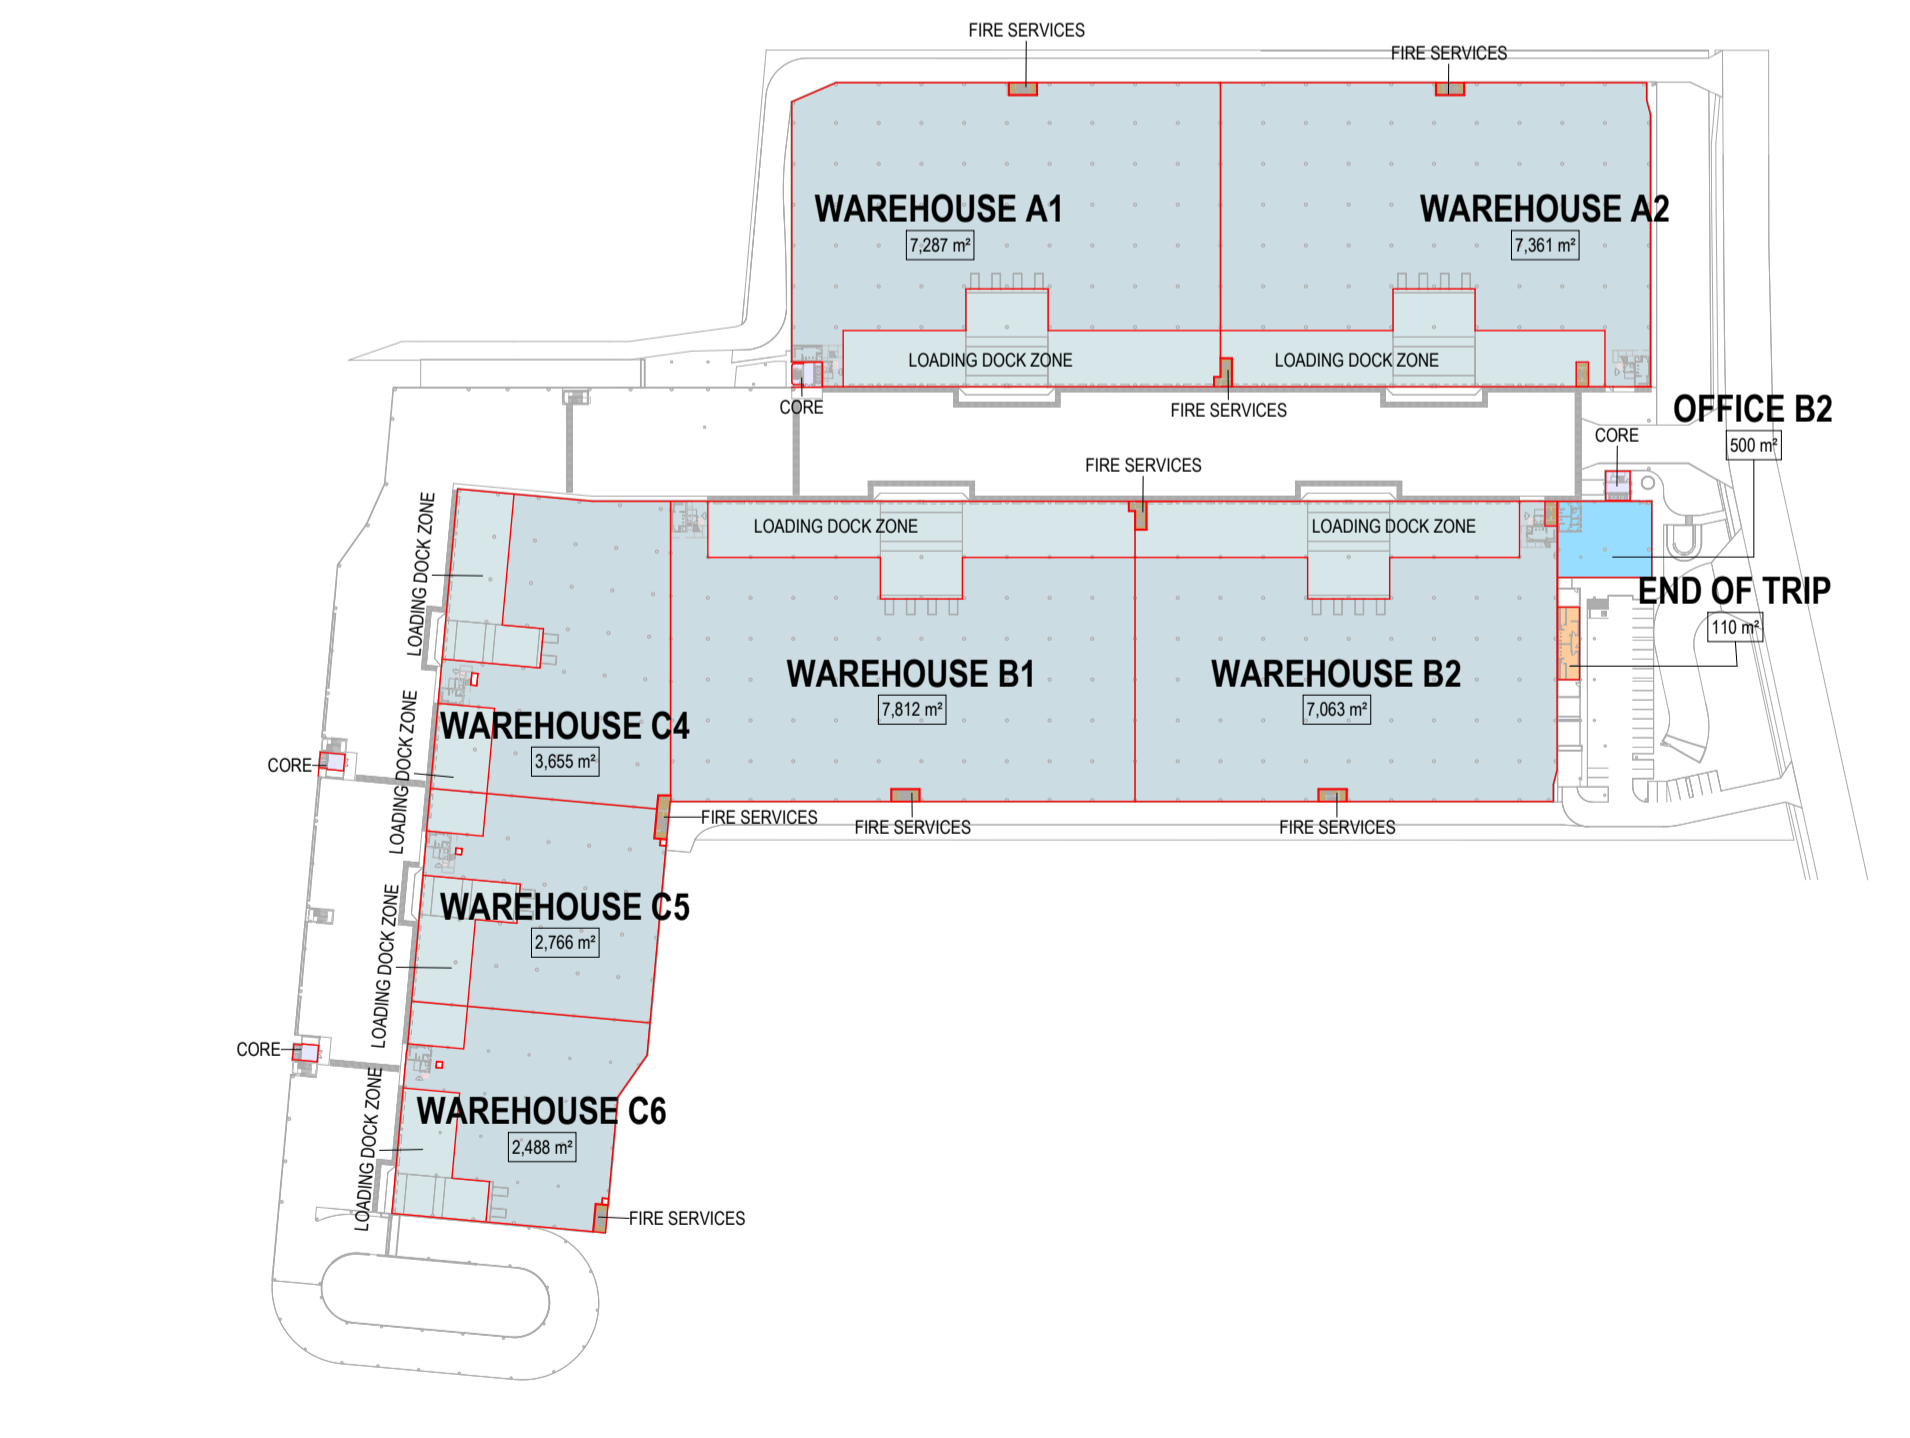 FIRE SERVICES
FIRE SERVICES
WAREHOUSE A1
7,287 m²
WAREHOUSE A2
7,361 m²
LOADING DOCK ZONE
LOADING DOCK ZONE
CORE
FIRE SERVICES
OFFICE B2
500 m²
CORE
FIRE SERVICES
LOADING DOCK ZONE
LOADING DOCK ZONE
LOADING DOCK ZONE
END OF TRIP
110 m²
WAREHOUSE B1
7,812 m²
WAREHOUSE B2
7,063 m²
WAREHOUSE C4
3,655 m²
LOADING DOCK ZONE
CORE
FIRE SERVICES
FIRE SERVICES
FIRE SERVICES
WAREHOUSE C5
2,766 m²
LOADING DOCK ZONE
CORE
WAREHOUSE C6
2,488 m²
LOADING DOCK ZONE
FIRE SERVICES